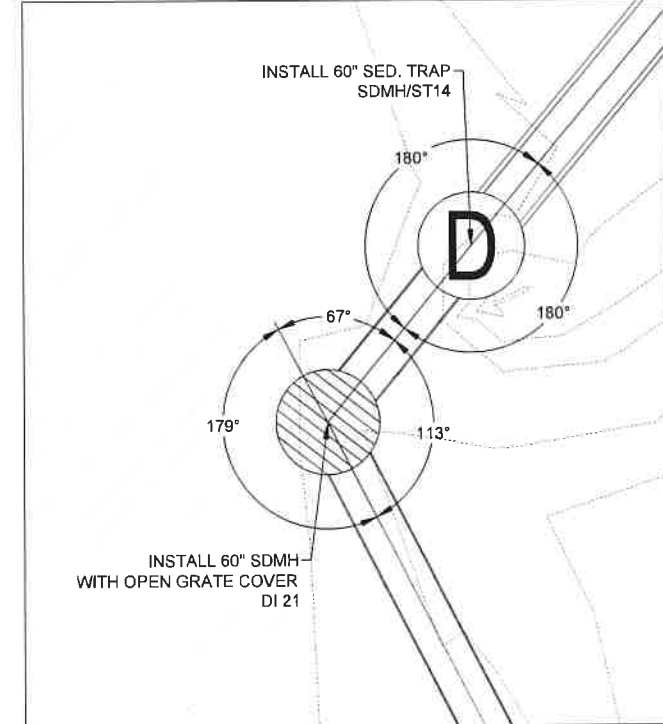 INSTALL 60" SED. TRAP
SDMH/ST14
180°
D
180°
67°
179°
113°
INSTALL 60" SDMH
WITH OPEN GRATE COVER
DI 21